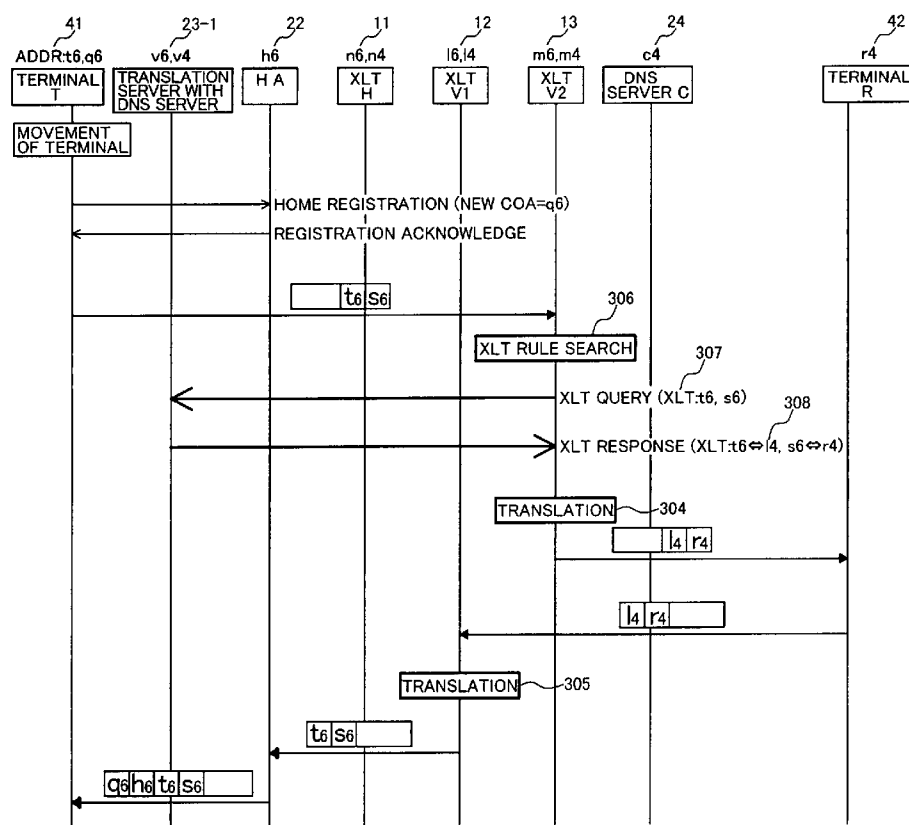 41 23-1 22 11 12 13 24 42
ADDR:t6,q6 v6,v4 h6 n6,n4 l6,l4 m6,m4 c4 r4
TERMINAL
T
TRANSLATION
SERVER WITH
DNS SERVER
H A
XLT
H
XLT
V1
XLT
V2
DNS
SERVER C
TERMINAL
R
MOVEMENT
OF TERMINAL
HOME REGISTRATION (NEW COA=q6)
REGISTRATION ACKNOWLEDGE
t6 s6
306
XLT RULE SEARCH
307
XLT QUERY (XLT:t6, s6)
308
XLT RESPONSE (XLT:t6⇔l4, s6⇔r4)
TRANSLATION 304
l4 r4
l4 r4
TRANSLATION 305
t6 s6
q6 h6 t6 s6